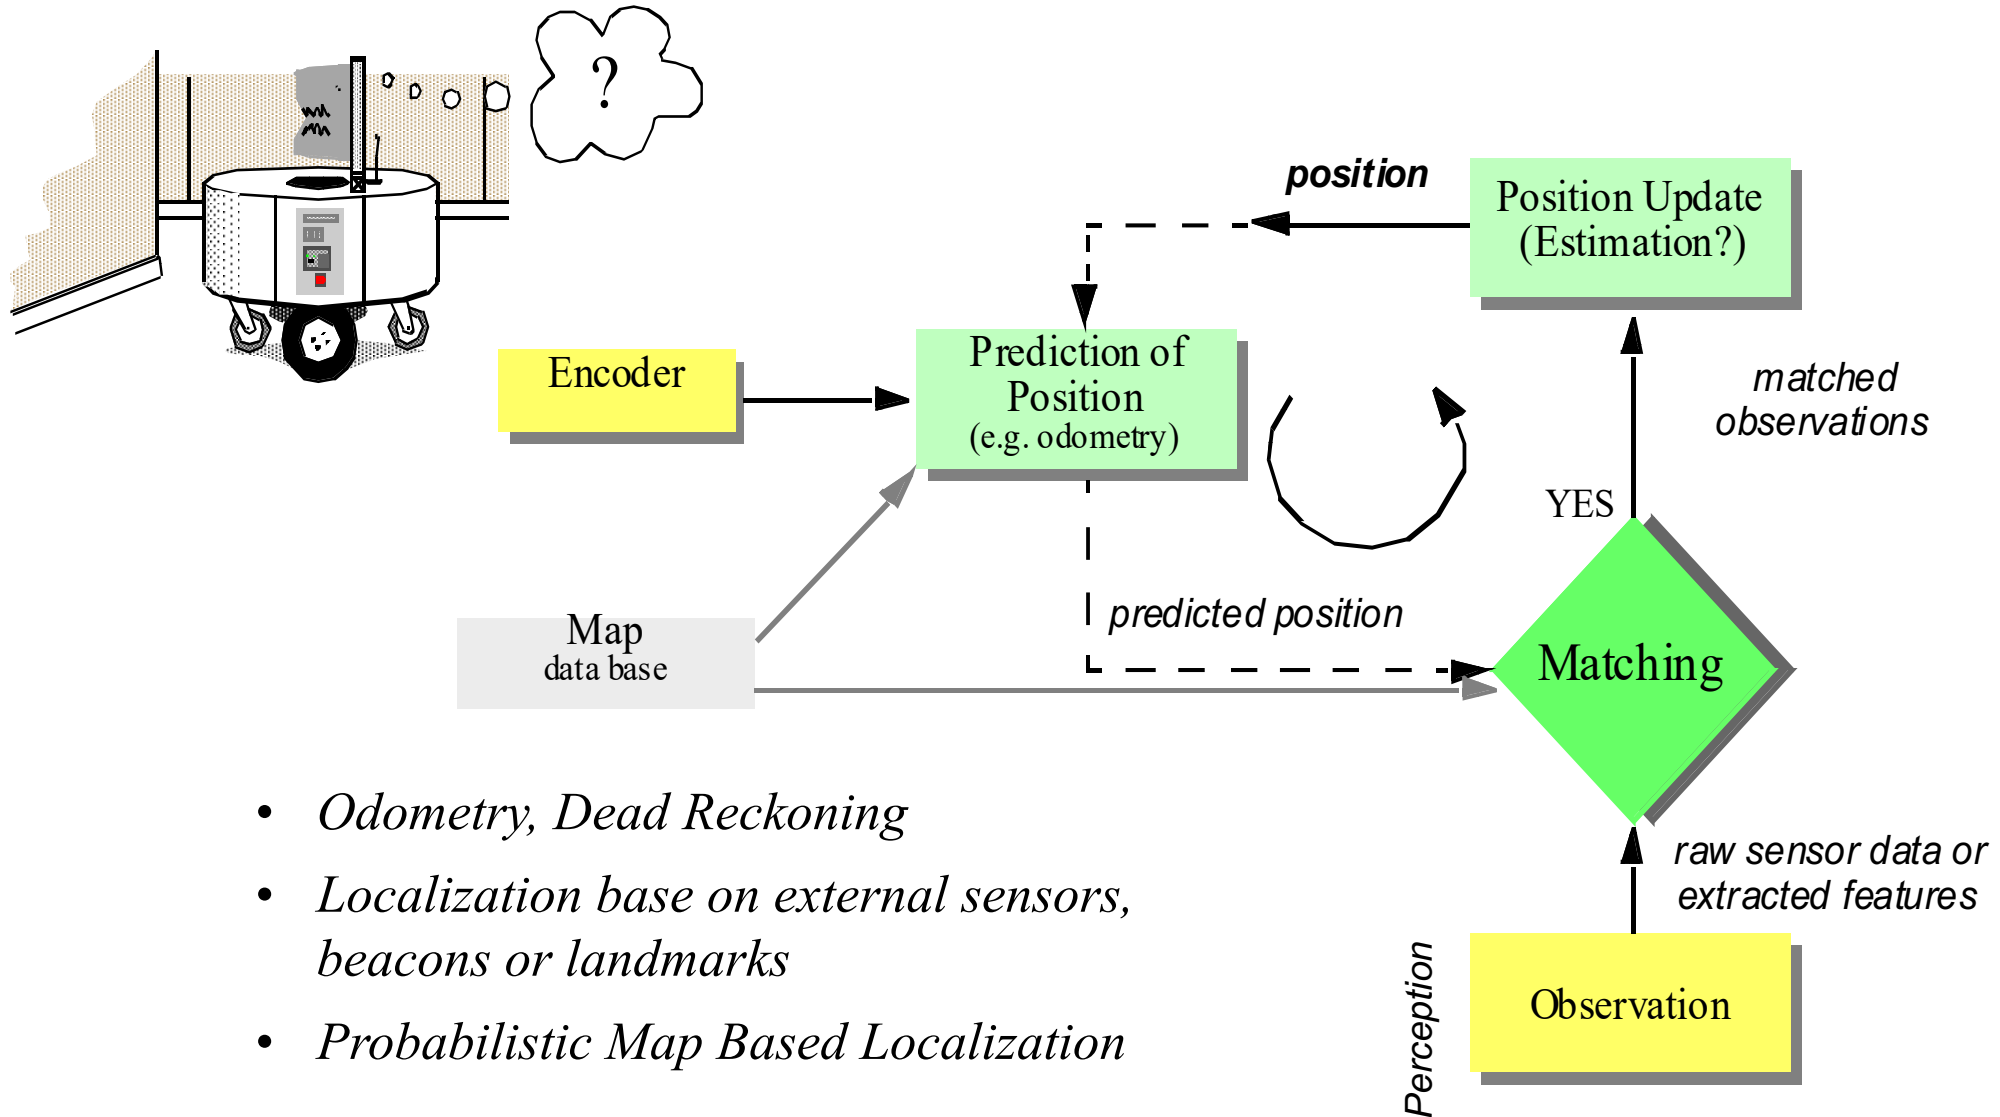 ?
position
Position Update
(Estimation?)
Encoder
Prediction of
Position
(e.g. odometry)
matched
observations
YES
predicted position
Map
data base
Matching
• Odometry, Dead Reckoning
• Localization base on external sensors,
beacons or landmarks
• Probabilistic Map Based Localization
raw sensor data or
extracted features
Perception
Observation